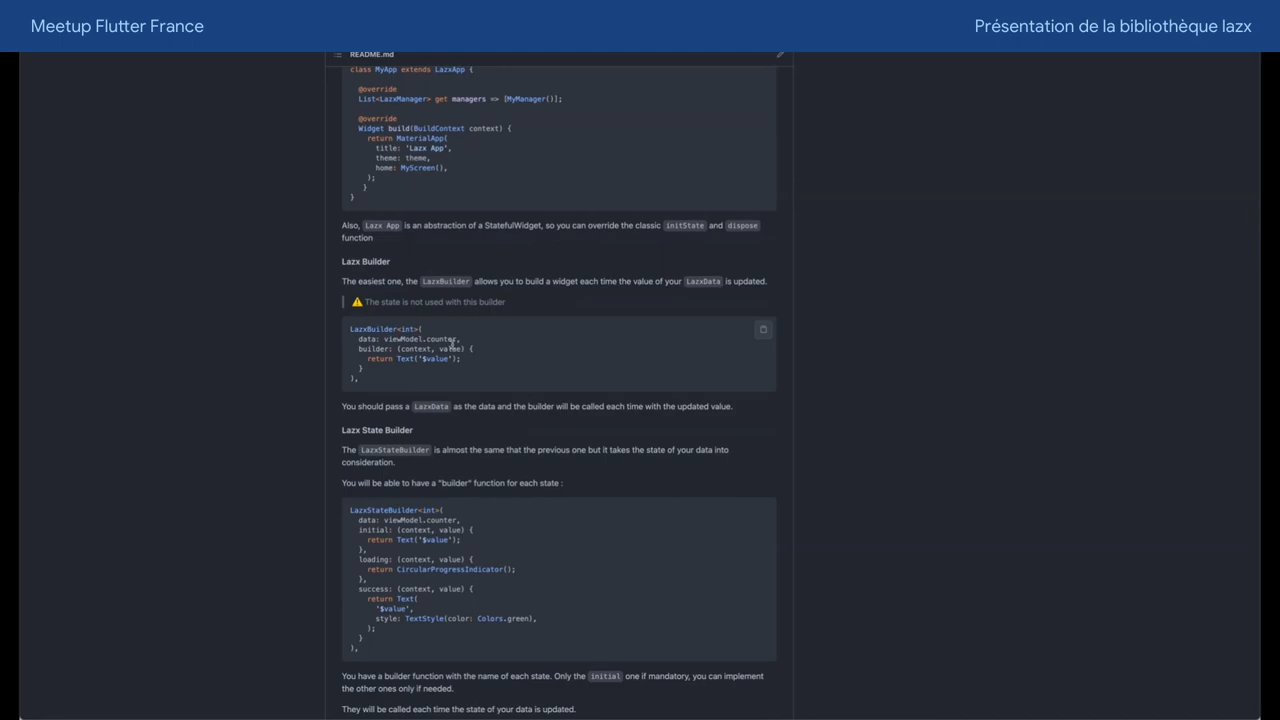 Meetup Flutter France
Présentation de la bibliothèque lazx
README.md
class MyApp extends LazxApp {
@override
List<LazxManager> get managers => [MyManager()];
@override
Widget build(BuildContext context) {
return MaterialApp(
title: 'Lazx App',
theme: theme,
home: MyScreen(),
);
}
}
Also, Lazx App is an abstraction of a StatefulWidget, so you can override the classic initState and dispose
function
Lazx Builder
The easiest one, the LazxBuilder allows you to build a widget each time the value of your LazxData is updated.
⚠️ The state is not used with this builder
LazxBuilder<int>(
data: viewModel.counter,
builder: (context, value) {
return Text('$value');
}
),
You should pass a LazxData as the data and the builder will be called each time with the updated value.
Lazx State Builder
The LazxStateBuilder is almost the same that the previous one but it takes the state of your data into
consideration.
You will be able to have a "builder" function for each state :
LazxStateBuilder<int>(
data: viewModel.counter,
initial: (context, value) {
return Text('$value');
},
loading: (context, value) {
return CircularProgressIndicator();
},
success: (context, value) {
return Text(
'$value',
style: TextStyle(color: Colors.green),
);
}
),
You have a builder function with the name of each state. Only the initial one if mandatory, you can implement
the other ones only if needed.
They will be called each time the state of your data is updated.